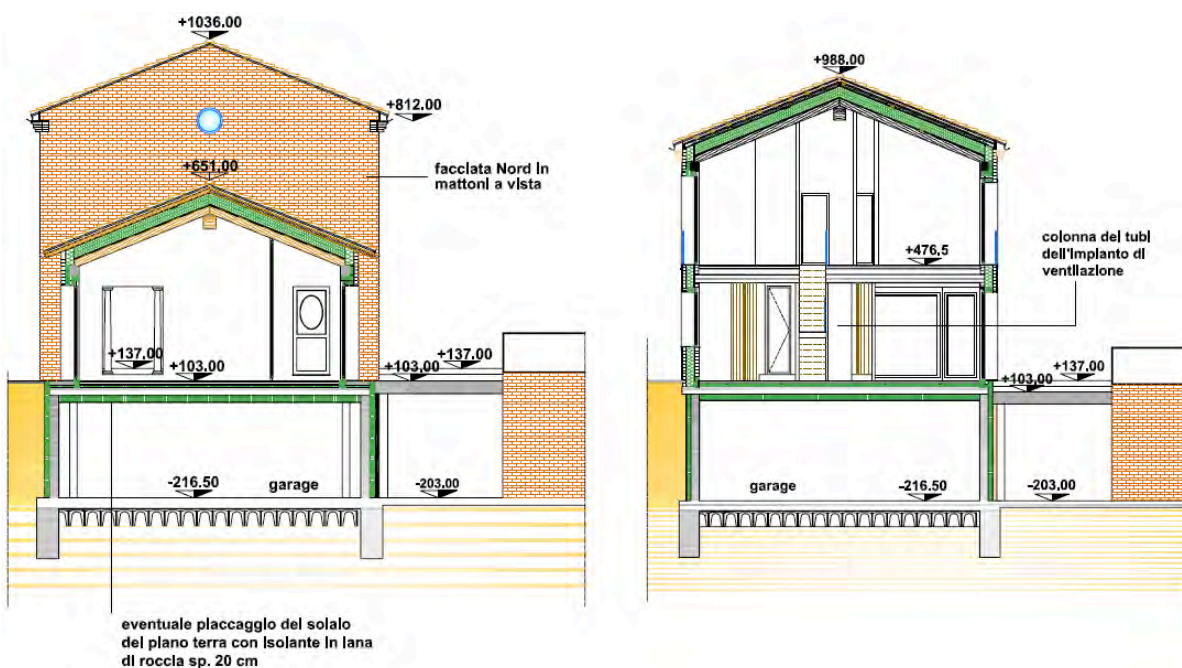 +1036.00
+812.00
+651.00
facciata Nord in
mattoni a vista
+137.00
+103.00
+103.00
+137.00
-216.50
garage
-203.00
eventuale placcaggio del solaio
del piano terra con isolante in lana
di roccia sp. 20 cm
+988.00
+476,5
colonna dei tubi
dell'impianto di
ventilazione
+137.00
+103.00
garage
-216.50
-203.00